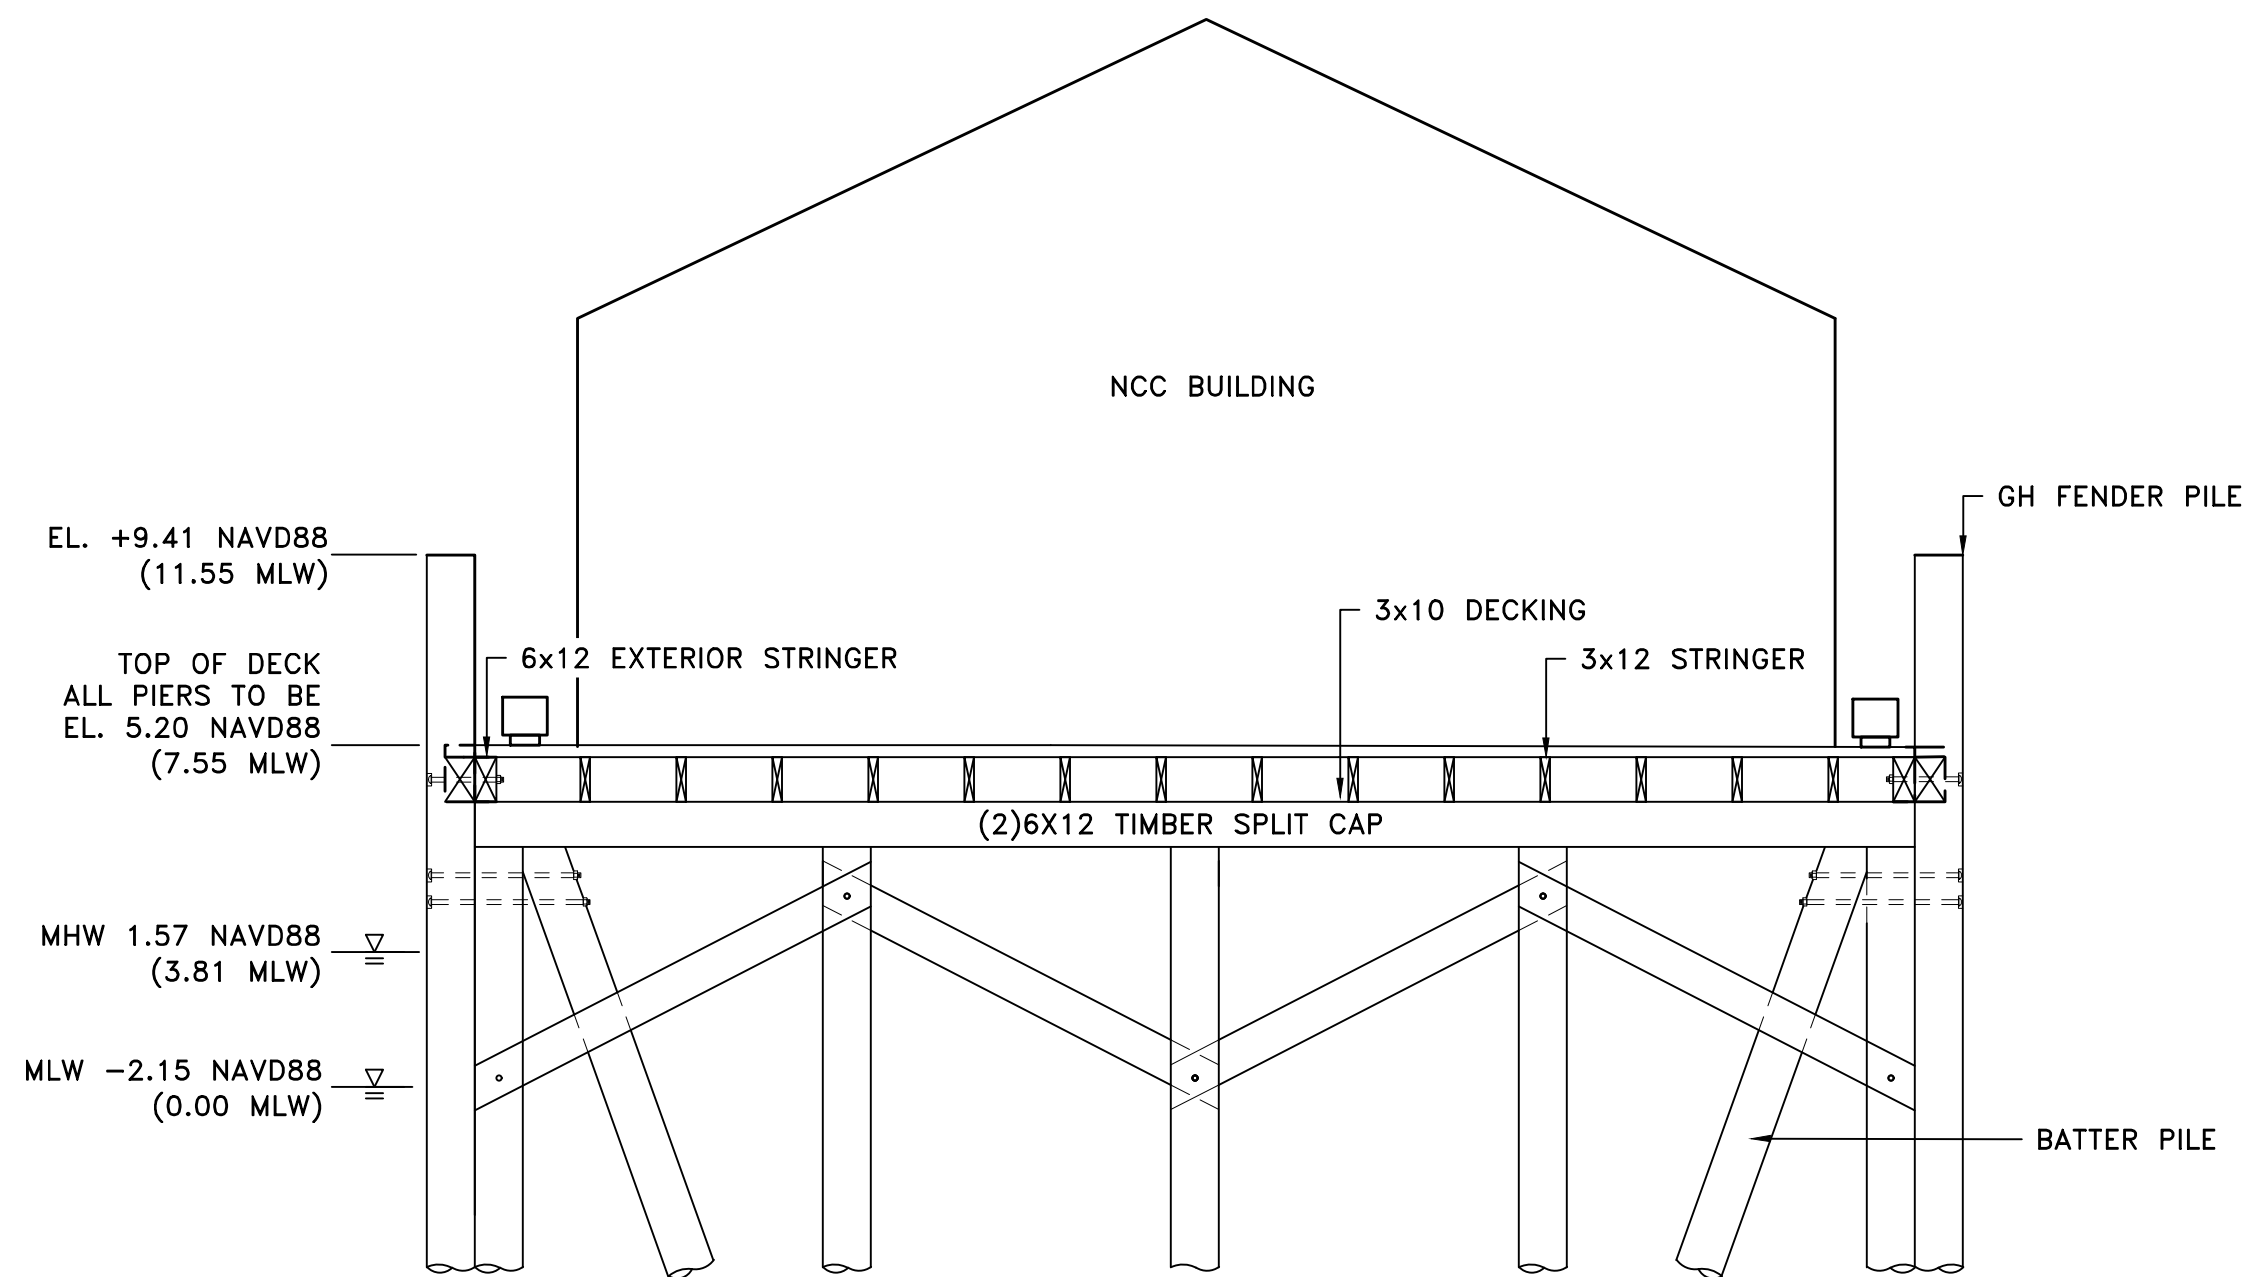 NCC BUILDING
GH FENDER PILE
EL. +9.41 NAVD88
(11.55 MLW)
3x10 DECKING
6x12 EXTERIOR STRINGER
3x12 STRINGER
TOP OF DECK
ALL PIERS TO BE
EL. 5.20 NAVD88
(7.55 MLW)
(2)6X12 TIMBER SPLIT CAP
MHW 1.57 NAVD88
(3.81 MLW)
MLW -2.15 NAVD88
(0.00 MLW)
BATTER PILE